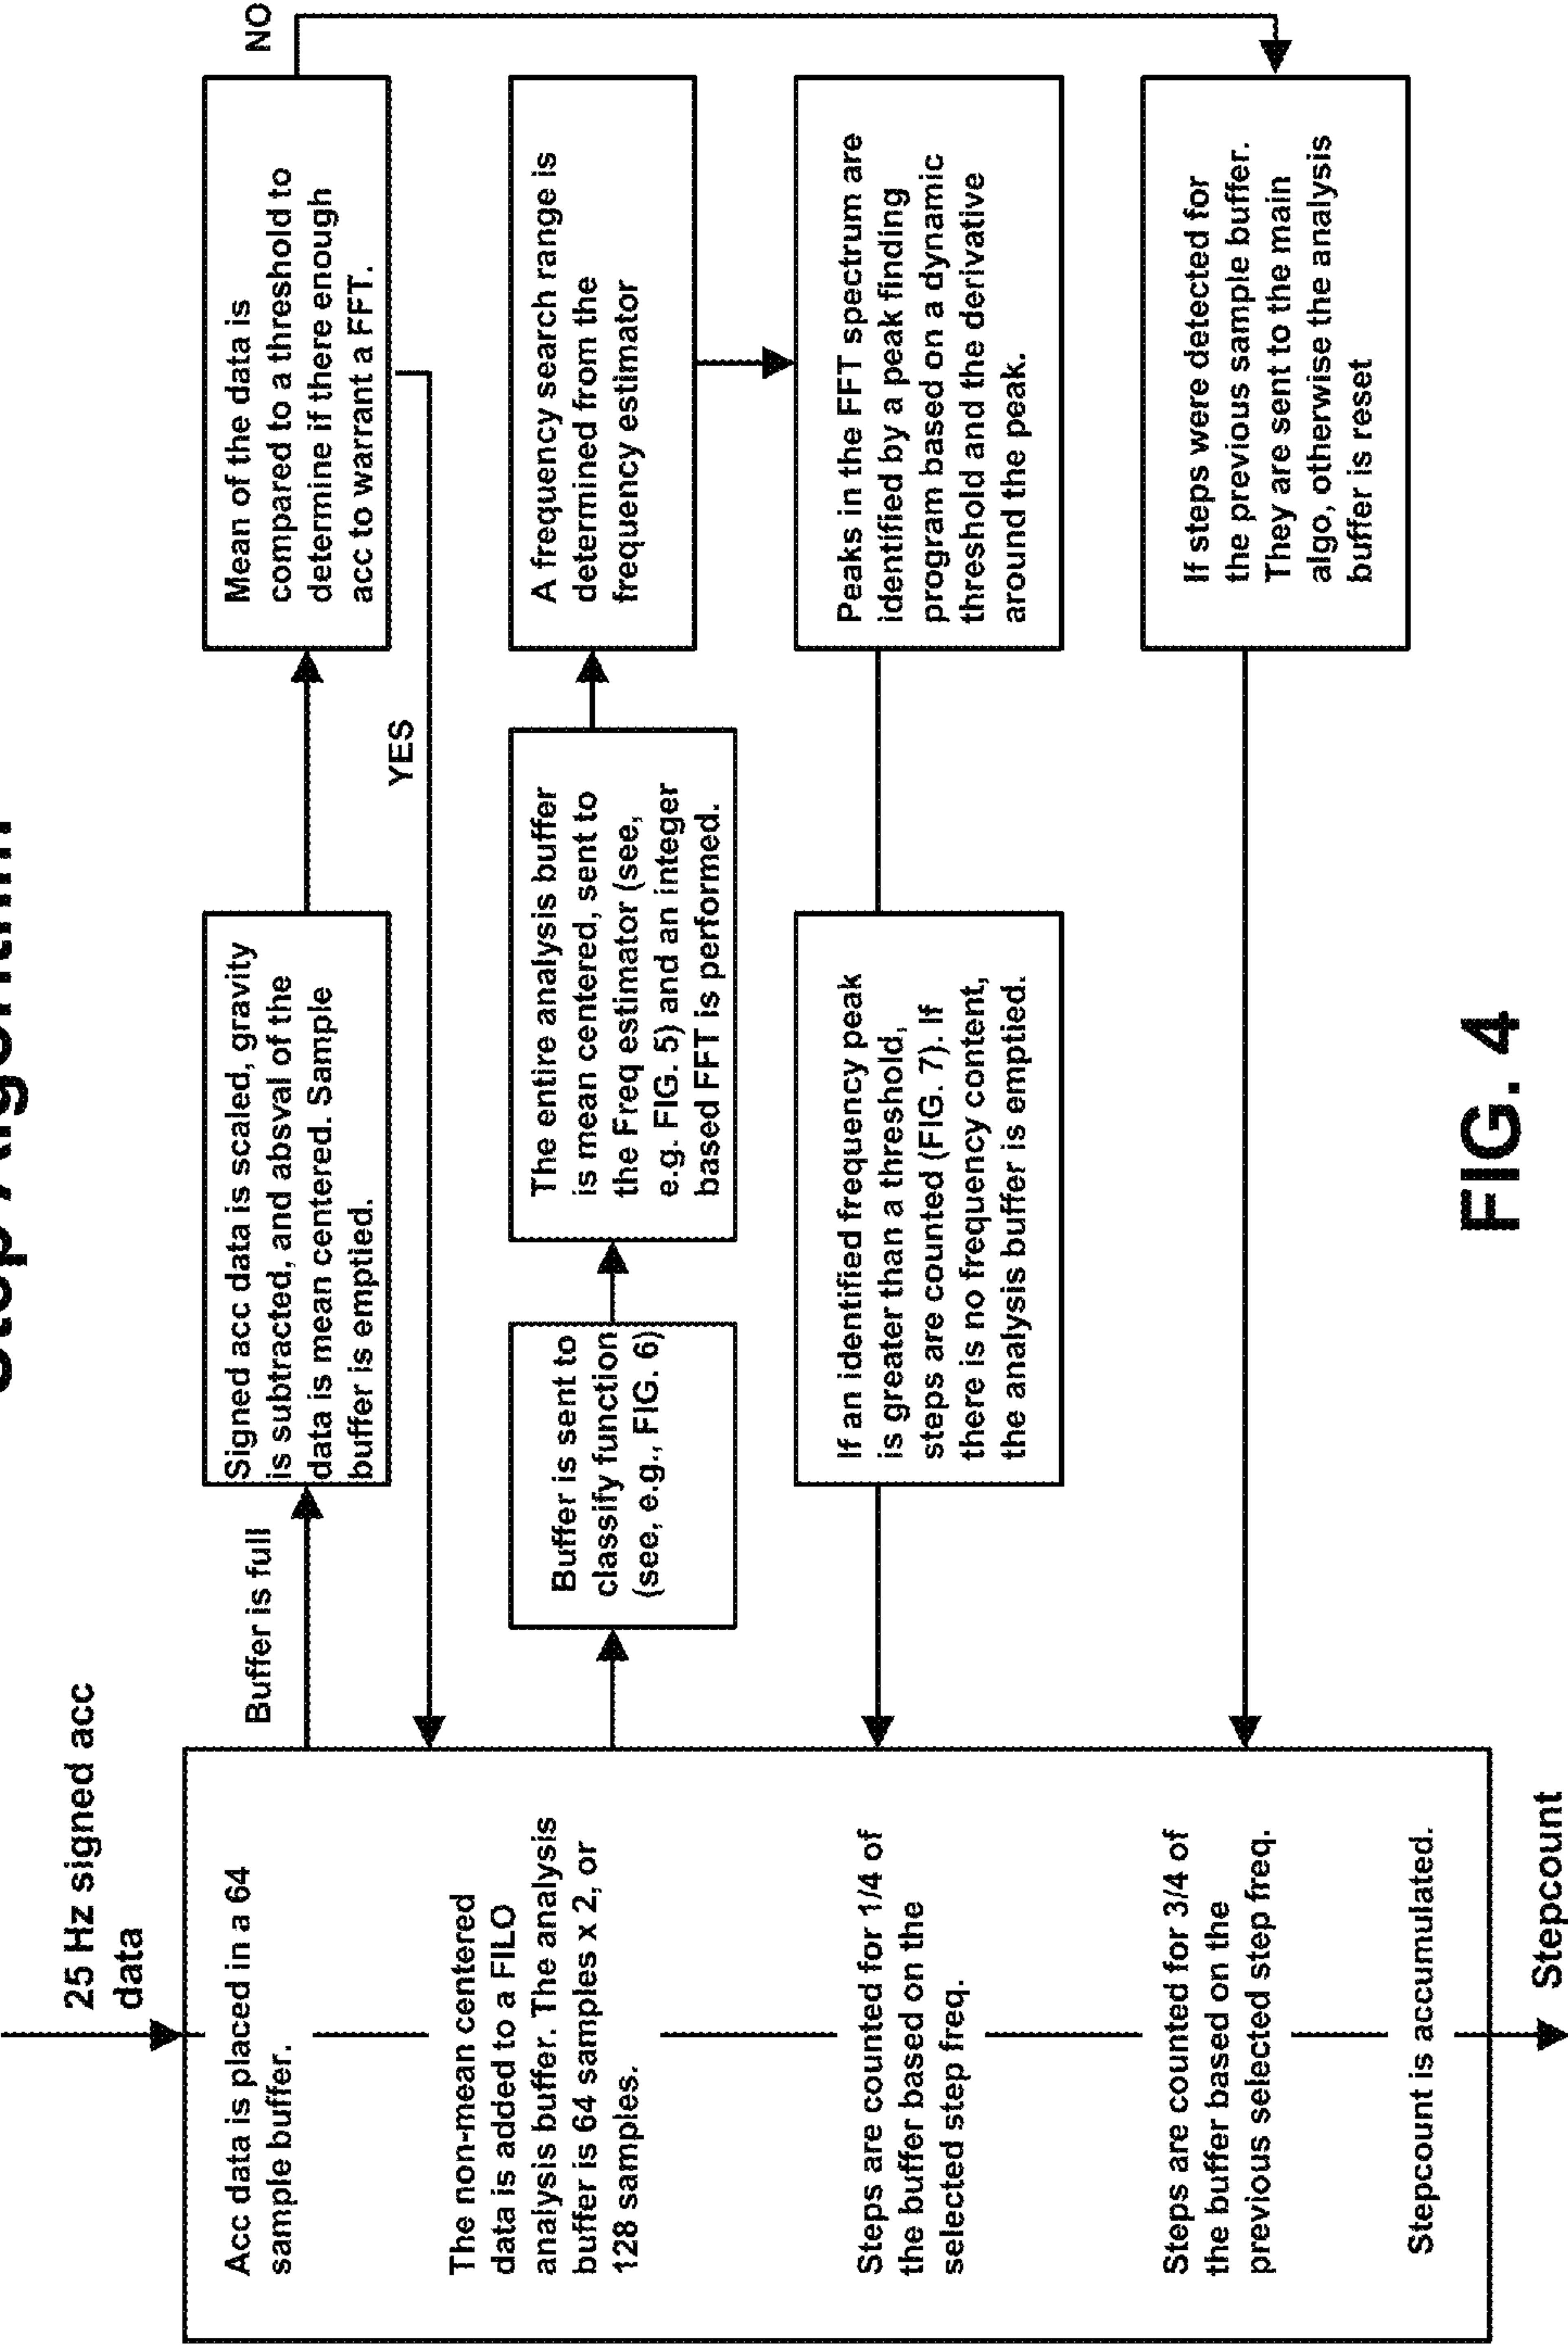 Step Algorithm
25 Hz signed acc
data
Acc data is placed in a 64
sample buffer.
The non-mean centered
data is added to a FILO
analysis buffer. The analysis
buffer is 64 samples x 2, or
128 samples.
Steps are counted for 1/4 of
the buffer based on the
selected step freq.
Steps are counted for 3/4 of
the buffer based on the
previous selected step freq.
Stepcount is accumulated.
Stepcount
Buffer is full
Signed acc data is scaled, gravity
is subtracted, and absval of the
data is mean centered. Sample
buffer is emptied.
Mean of the data is
compared to a threshold to
determine if there enough
acc to warrant a FFT.
NO
YES
Buffer is sent to
classify function
(see, e.g., FIG. 6)
The entire analysis buffer
is mean centered, sent to
the Freq estimator (see,
e.g. FIG. 5) and an integer
based FFT is performed.
A frequency search range is
determined from the
frequency estimator
If an identified frequency peak
is greater than a threshold,
steps are counted (FIG. 7). If
there is no frequency content,
the analysis buffer is emptied.
Peaks in the FFT spectrum are
identified by a peak finding
program based on a dynamic
threshold and the derivative
around the peak.
If steps were detected for
the previous sample buffer.
They are sent to the main
algo, otherwise the analysis
buffer is reset
FIG. 4